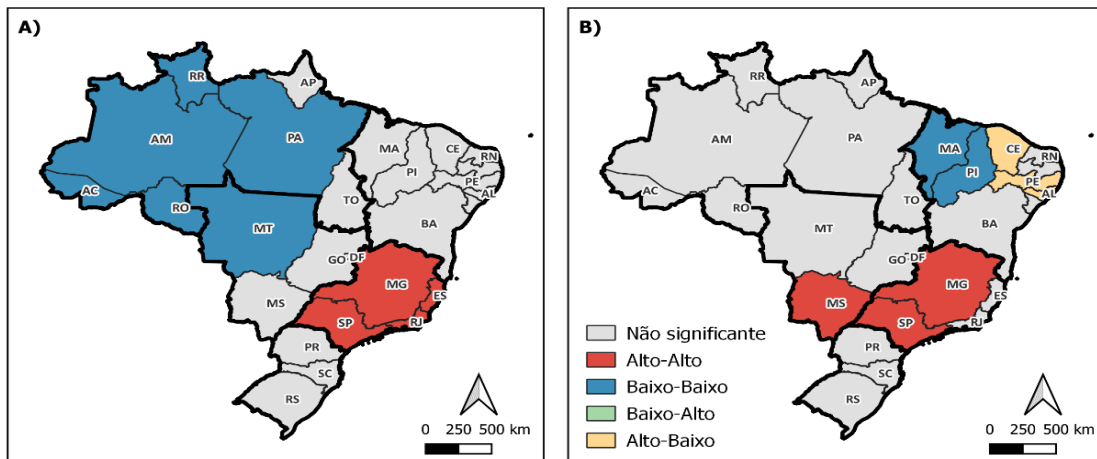 A)
RR
AP
AM
PA
MA
CE
RN
PI
PE
AL
AC
RO
TO
BA
MT
GO
DF
MG
MS
ES
SP
RJ
PR
SC
RS
0 250 500 km
B)
RR
AP
AM
PA
MA
CE
RN
PI
PE
AL
AC
RO
TO
BA
MT
GO
DF
MG
MS
ES
SP
RJ
PR
SC
RS
Não significante
Alto-Alto
Baixo-Baixo
Baixo-Alto
Alto-Baixo
0 250 500 km